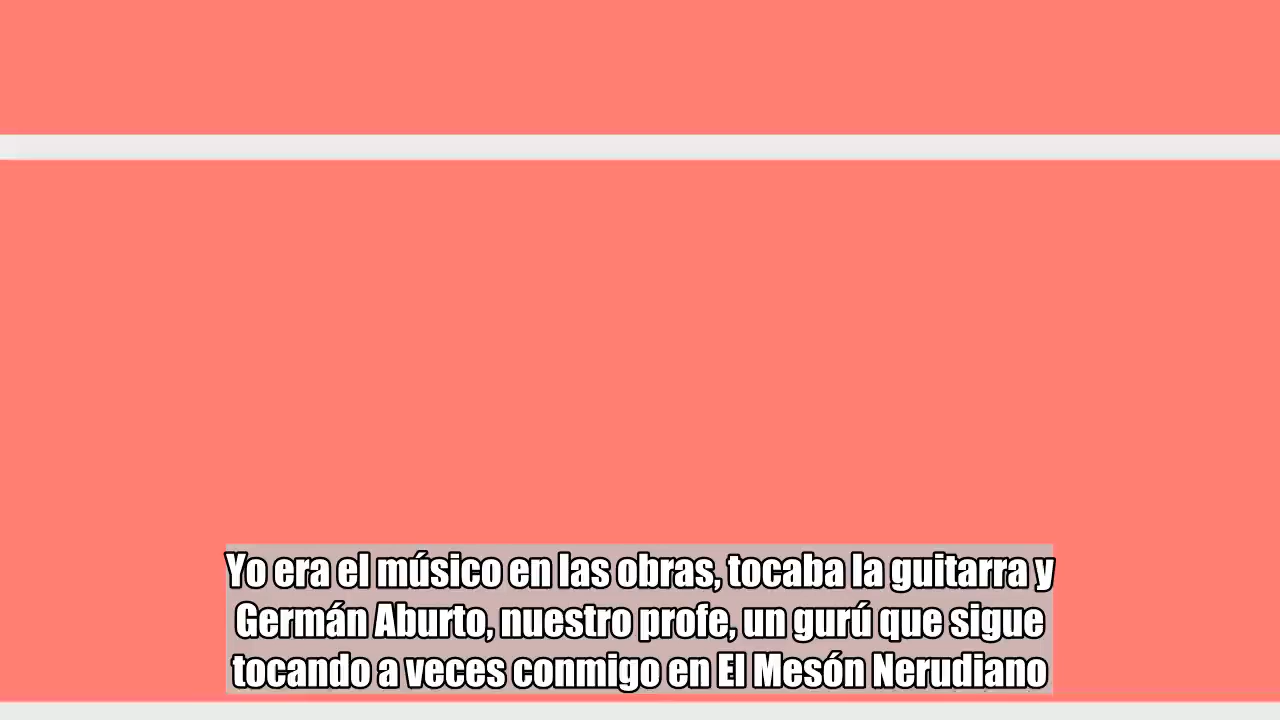 Yo era el músico en las obras, tocaba la guitarra y
Germán Aburto, nuestro profe, un gurú que sigue
tocando a veces conmigo en El Mesón Nerudiano